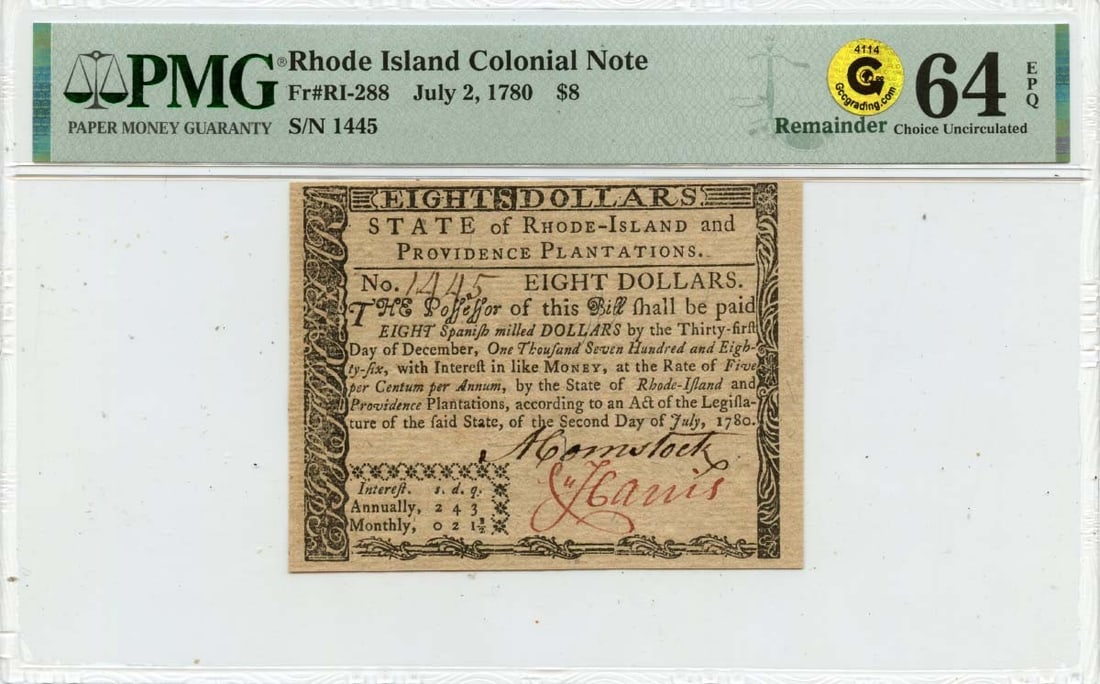 PMG® Rhode Island Colonial Note
Fr#RI-288 July 2, 1780 $8
PAPER MONEY GUARANTY S/N 1445
4114
G
Gccgrading.com
Remainder
64 EPQ
Choice Uncirculated
EIGHT 8 DOLLARS.
STATE of RHODE-ISLAND and
PROVIDENCE PLANTATIONS.
No. 1445 EIGHT DOLLARS.
THE Poſſeſſor of this Bill ſhall be paid
EIGHT Spaniſh milled DOLLARS by the Thirty-firſt
Day of December, One Thouſand Seven Hundred and Eigh-
ty-ſix, with Intereſt in like MONEY, at the Rate of Five
per Centum per Annum, by the State of Rhode-Iſland and
Providence Plantations, according to an Act of the Legiſla-
ture of the ſaid State, of the Second Day of July, 1780.
A Comstock
J Harris
Intereſt. s. d. q.
Annually, 2 4 3
Monthly, 0 2 1½